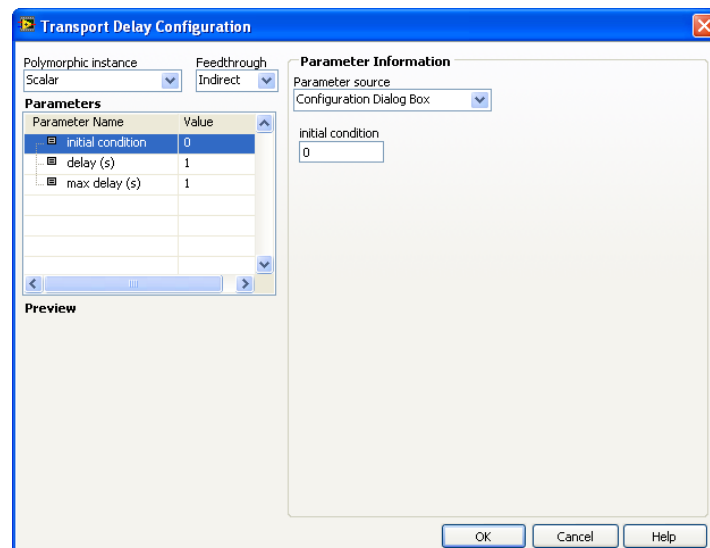 Transport Delay Configuration
Polymorphic instance
Feedthrough
Scalar
Indirect
Parameters
Parameter Name Value
initial condition 0
delay (s) 1
max delay (s) 1
Preview
Parameter Information
Parameter source
Configuration Dialog Box
initial condition
0
OK Cancel Help